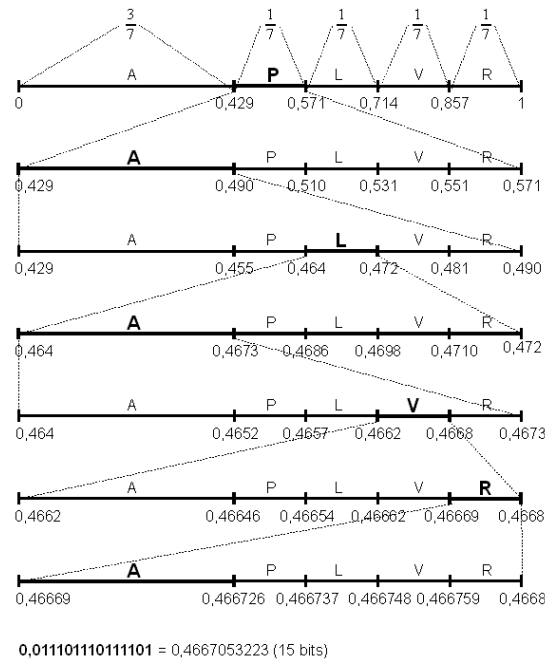 3/7 1/7 1/7 1/7 1/7
A P L V R
0 0,429 0,571 0,714 0,857 1
A P L V R
0,429 0,490 0,510 0,531 0,551 0,571
A P L V R
0,429 0,455 0,464 0,472 0,481 0,490
A P L V R
0,464 0,4673 0,4686 0,4698 0,4710 0,472
A P L V R
0,464 0,4652 0,4657 0,4662 0,4668 0,4673
A P L V R
0,4662 0,46646 0,46654 0,46662 0,46669 0,4668
A P L V R
0,46669 0,466726 0,466737 0,466748 0,466759 0,4668
0,011101110111101 = 0,4667053223 (15 bits)